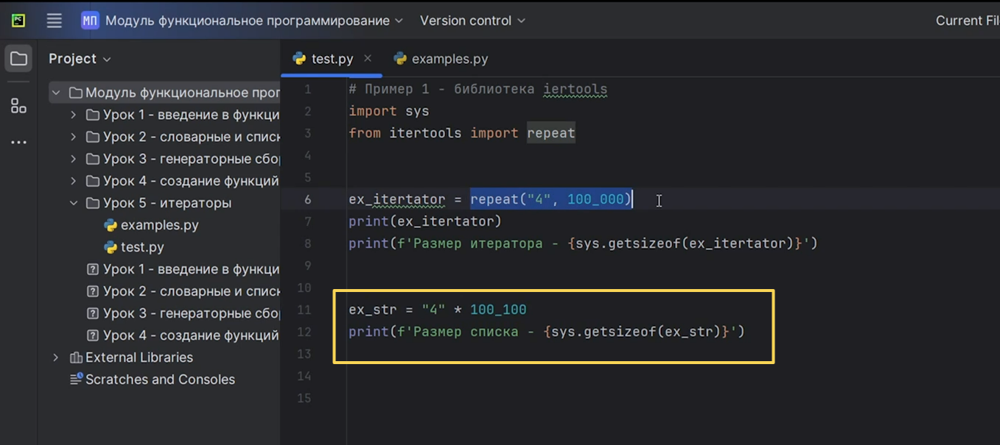 PC
МП Модуль функциональное программирование Version control Current Fil
Project
test.py × examples.py
Модуль функциональное прог
Урок 1 - введение в функци
Урок 2 - словарные и списк
Урок 3 - генераторные сбор
Урок 4 - создание функций
Урок 5 - итераторы
examples.py
test.py
Урок 1 - введение в функци
Урок 2 - словарные и списк
Урок 3 - генераторные сбор
Урок 4 - создание функций
External Libraries
Scratches and Consoles
1 # Пример 1 - библиотека iertools
2 import sys
3 from itertools import repeat
4
5
6 ex_itertator = repeat("4", 100_000)
7 print(ex_itertator)
8 print(f'Размер итератора - {sys.getsizeof(ex_itertator)}')
9
10
11 ex_str = "4" * 100_100
12 print(f'Размер списка - {sys.getsizeof(ex_str)}')
13
14
15